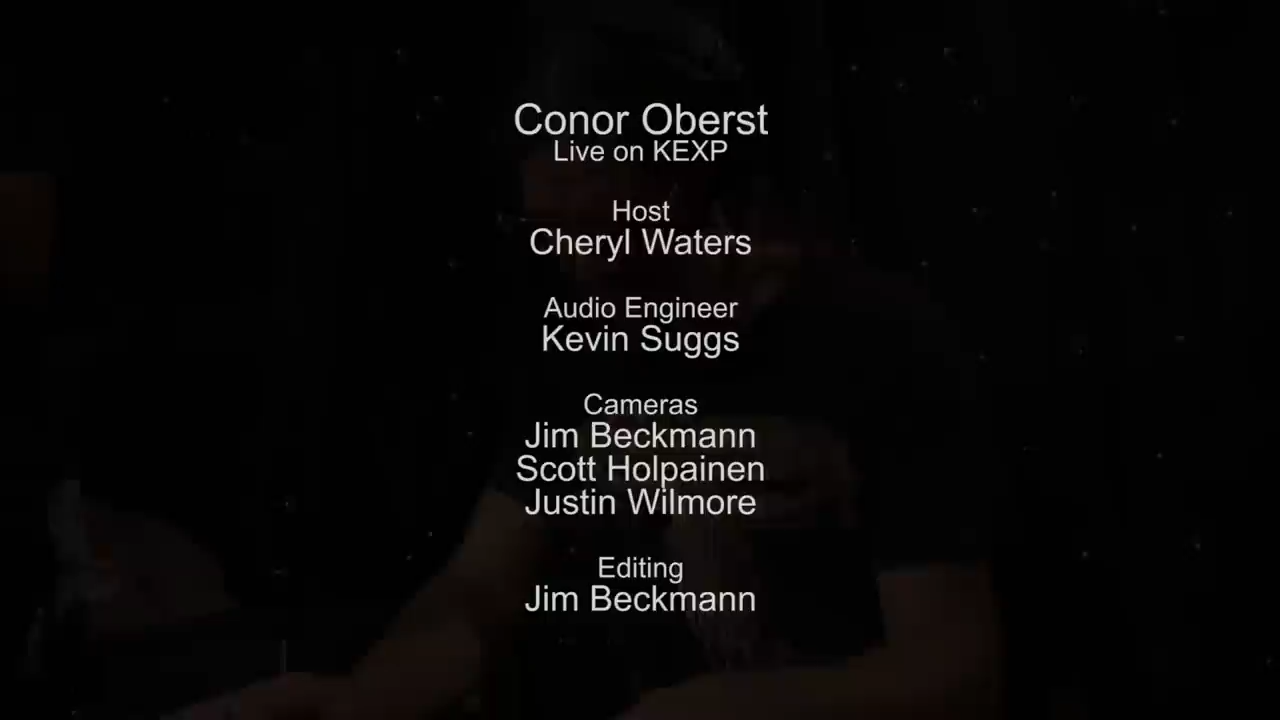 Conor Oberst
Live on KEXP
Host
Cheryl Waters
Audio Engineer
Kevin Suggs
Cameras
Jim Beckmann
Scott Holpainen
Justin Wilmore
Editing
Jim Beckmann